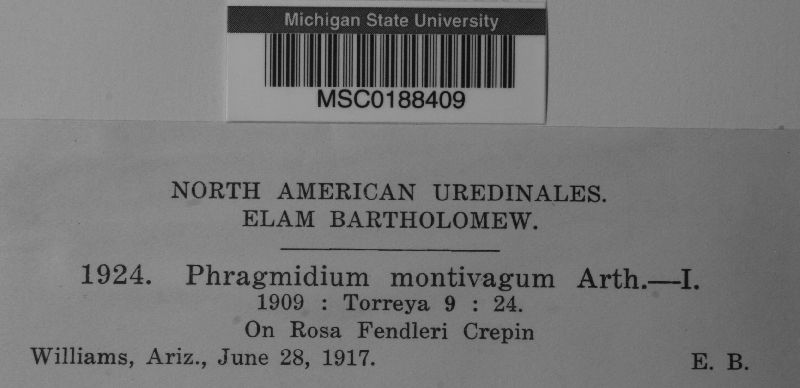 Michigan State University
MSC0188409
NORTH AMERICAN UREDINALES.
ELAM BARTHOLOMEW.
1924. Phragmidium montivagum Arth.—I.
1909 : Torreya 9 : 24.
On Rosa Fendleri Crepin
Williams, Ariz., June 28, 1917. E. B.